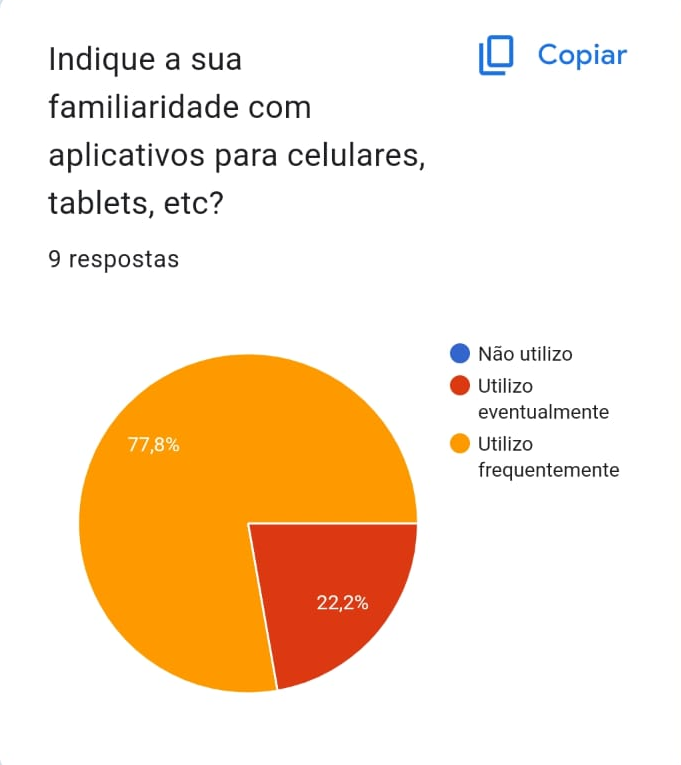 Indique a sua
familiaridade com
aplicativos para celulares,
tablets, etc?
Copiar
9 respostas
Não utilizo
Utilizo
eventualmente
Utilizo
frequentemente
77,8%
22,2%